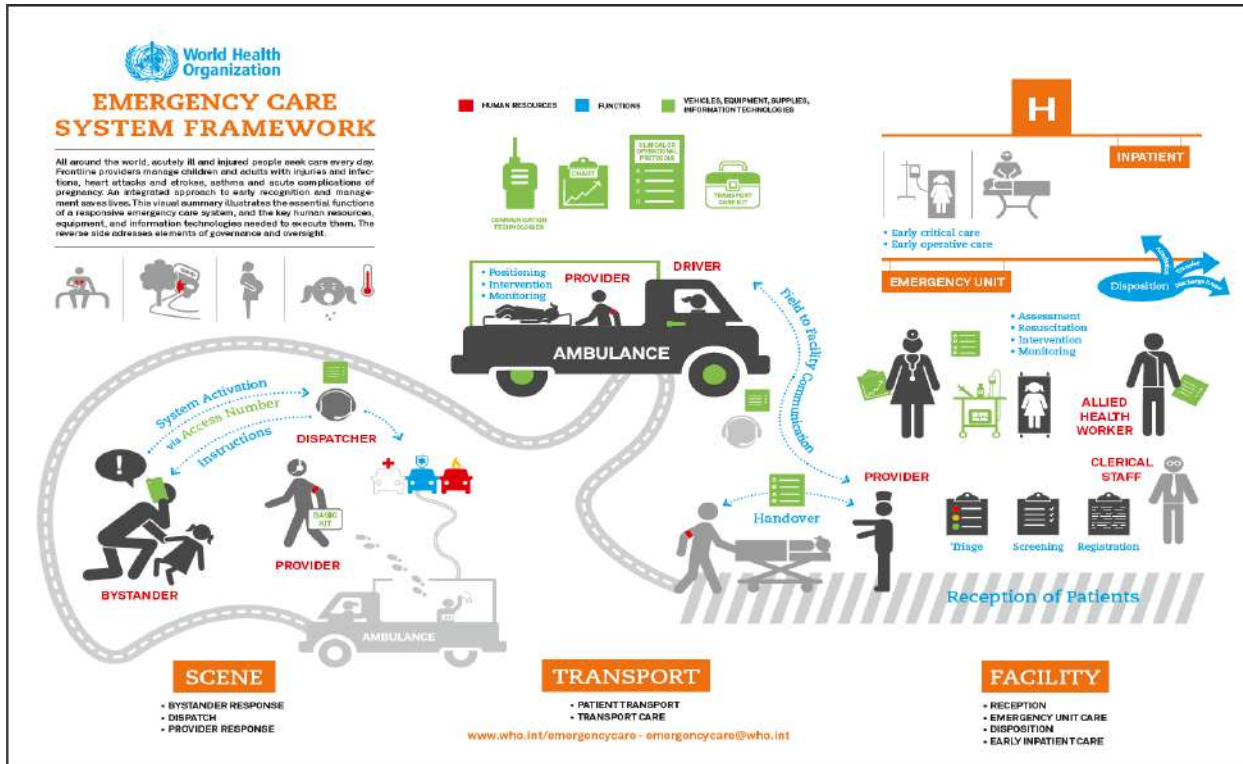 World Health
Organization
EMERGENCY CARE
SYSTEM FRAMEWORK
All around the world, acutely ill and injured people seek care every day.
Frontline providers manage children and adults with injuries and infec-
tions, heart attacks and strokes, asthma and acute complications of
pregnancy. An integrated approach to early recognition and manage-
ment saves lives. This visual summary illustrates the essential functions
of a responsive emergency care system, and the key human resources,
equipment, and information technologies needed to execute them. The
reverse side adresses elements of governance and oversight.
HUMAN RESOURCES
FUNCTIONS
VEHICLES, EQUIPMENT, SUPPLIES,
INFORMATION TECHNOLOGIES
COMMUNICATION
TECHNOLOGIES
CHART
CLINICAL OR
OPERATIONAL
PROTOCOLS
TRANSPORT
CARE KIT
• Positioning
• Intervention
• Monitoring
PROVIDER
DRIVER
AMBULANCE
Field to Facility Communication
System Activation
via Access Number
Instructions
DISPATCHER
!
BYSTANDER
BASIC
KIT
PROVIDER
AMBULANCE
Handover
PROVIDER
H
INPATIENT
• Early critical care
• Early operative care
EMERGENCY UNIT
Disposition
Transfer
• Assessment
• Resuscitation
• Intervention
• Monitoring
ALLIED
HEALTH
WORKER
CLERICAL
STAFF
Triage
Screening
Registration
Reception of Patients
SCENE
• BYSTANDER RESPONSE
• DISPATCH
• PROVIDER RESPONSE
TRANSPORT
• PATIENT TRANSPORT
• TRANSPORT CARE
www.who.int/emergencycare - emergencycare@who.int
FACILITY
• RECEPTION
• EMERGENCY UNIT CARE
• DISPOSITION
• EARLY INPATIENT CARE